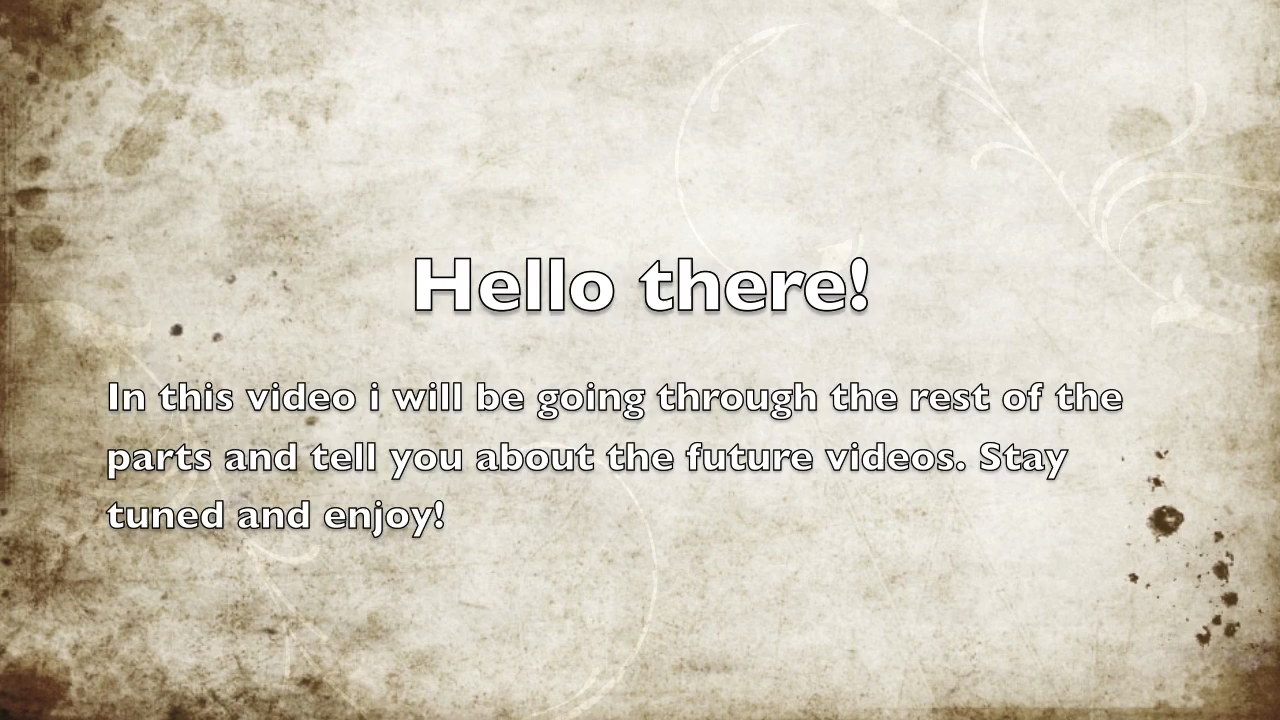 Hello there!
In this video i will be going through the rest of the
parts and tell you about the future videos. Stay
tuned and enjoy!